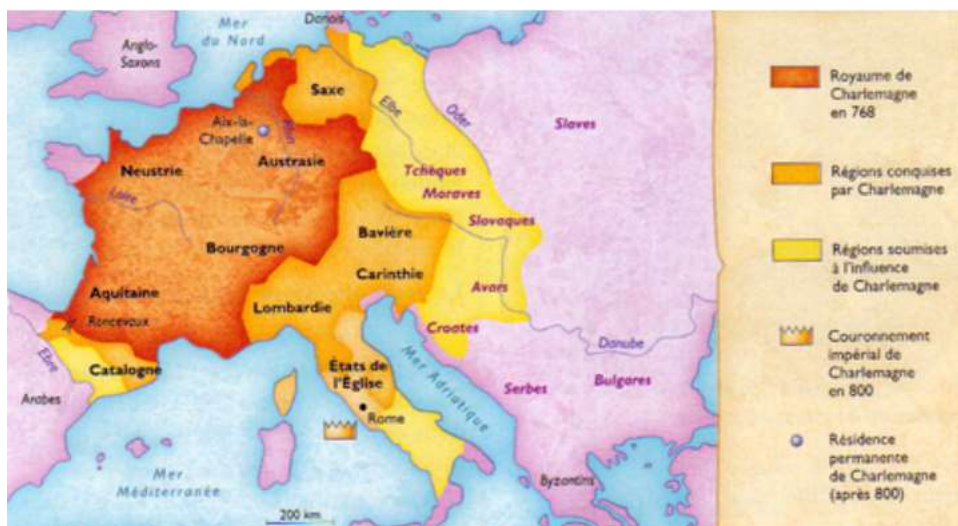 Mer
du Nord
Danois
Anglo-
Saxons
Saxe
Elbe
Oder
Slaves
Aix-la-
Chapelle
Rhin
Neustrie
Austrasie
Tchèques
Moraves
Loire
Slovaques
Bavière
Bourgogne
Carinthie
Avars
Aquitaine
Lombardie
Roncevaux
Croates
Danube
Èbre
Catalogne
États de
l'Église
Mer Adriatique
Serbes
Bulgares
Arabes
Rome
Mer
Méditerranée
Byzantins
200 km
Royaume de
Charlemagne
en 768
Régions conquises
par Charlemagne
Régions soumises
à l'influence
de Charlemagne
Couronnement
impérial de
Charlemagne
en 800
Résidence
permanente
de Charlemagne
(après 800)